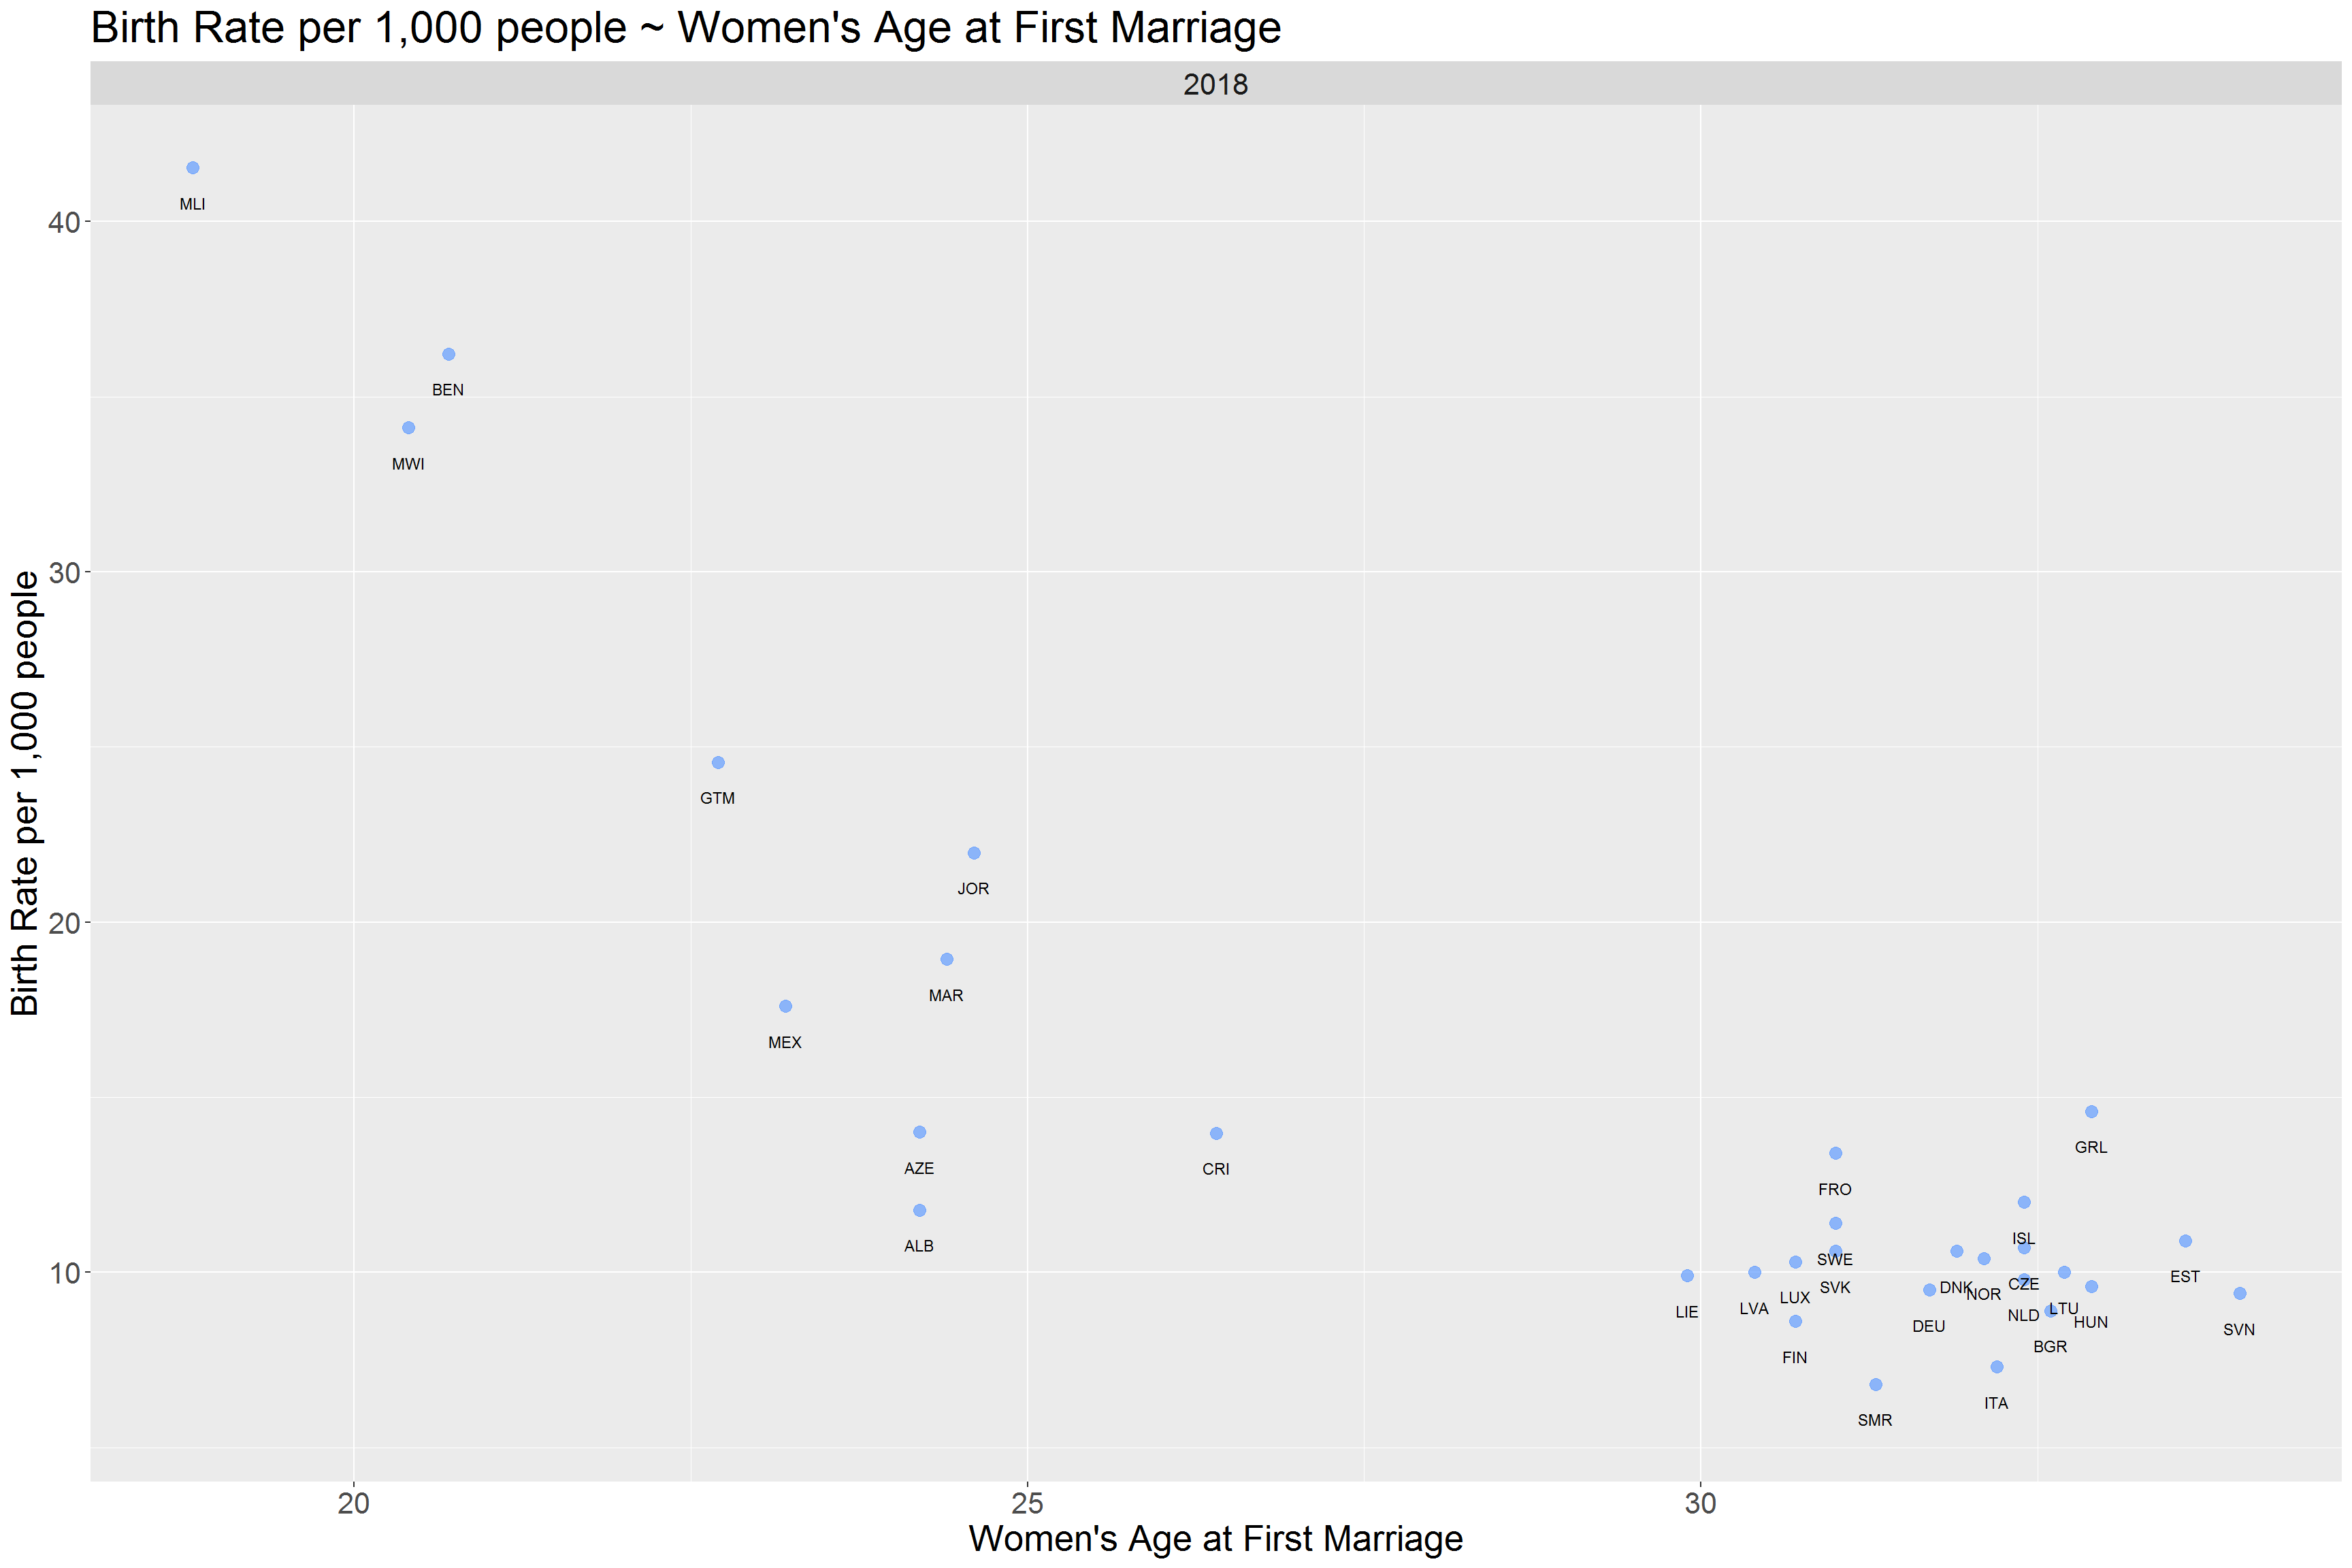 Birth Rate per 1,000 people ~ Women's Age at First Marriage
2018
Birth Rate per 1,000 people
40
30
20
10
MLI
BEN
MWI
GTM
JOR
MAR
MEX
AZE
CRI
ALB
GRL
FRO
ISL
SWE
EST
CZE
SVK
DNK
NOR
LUX
LVA
LTU
LIE
NLD
HUN
DEU
SVN
BGR
FIN
ITA
SMR
20
25
30
Women's Age at First Marriage